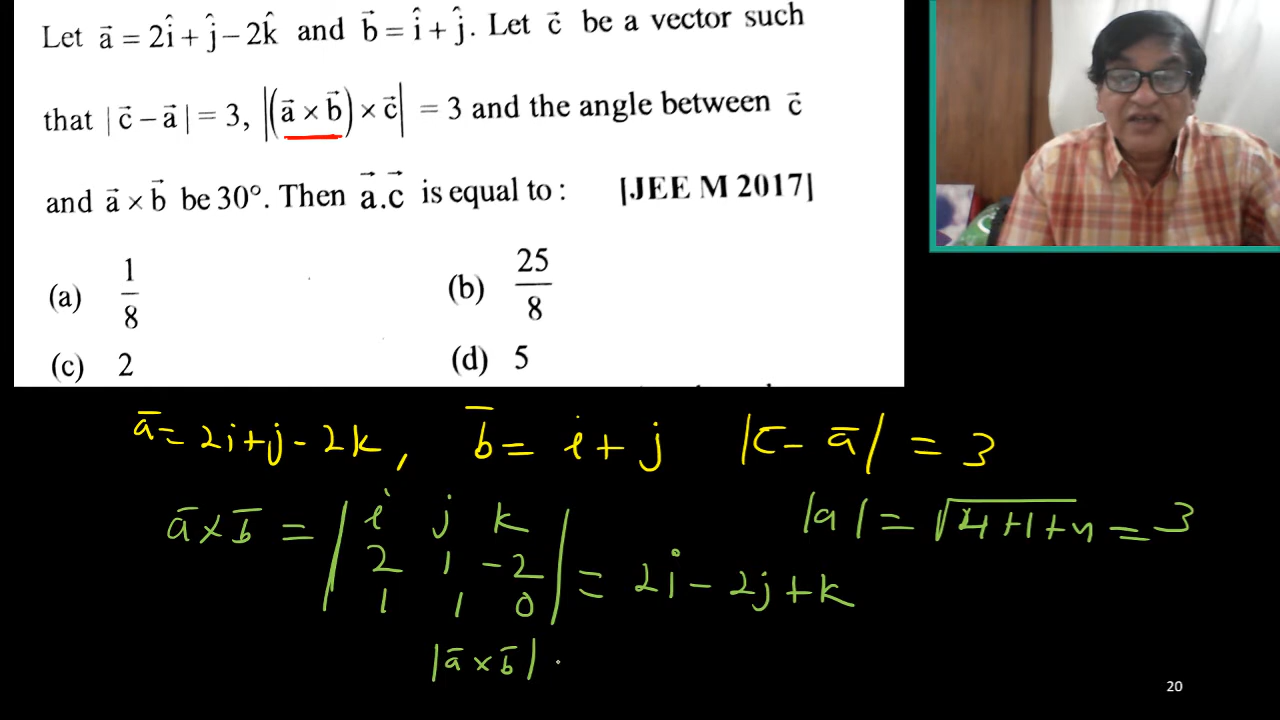 Let a⃗ = 2î + ĵ – 2k̂ and b⃗ = î + ĵ. Let c⃗ be a vector such
that |c⃗ – a⃗| = 3, |(a⃗ × b⃗) × c⃗| = 3 and the angle between c⃗
and a⃗ × b⃗ be 30°. Then a⃗.c⃗ is equal to : [JEE M 2017]
(a) 1/8 (b) 25/8
(c) 2 (d) 5
a̅ = 2i + j - 2k, b̅ = i + j |c̅ - a̅| = 3
a̅ × b̅ = | i j k | |a| = √4+1+4 = 3
| 2 1 -2 | = 2i - 2j + k
| 1 1 0 |
|a̅ × b̅|
20